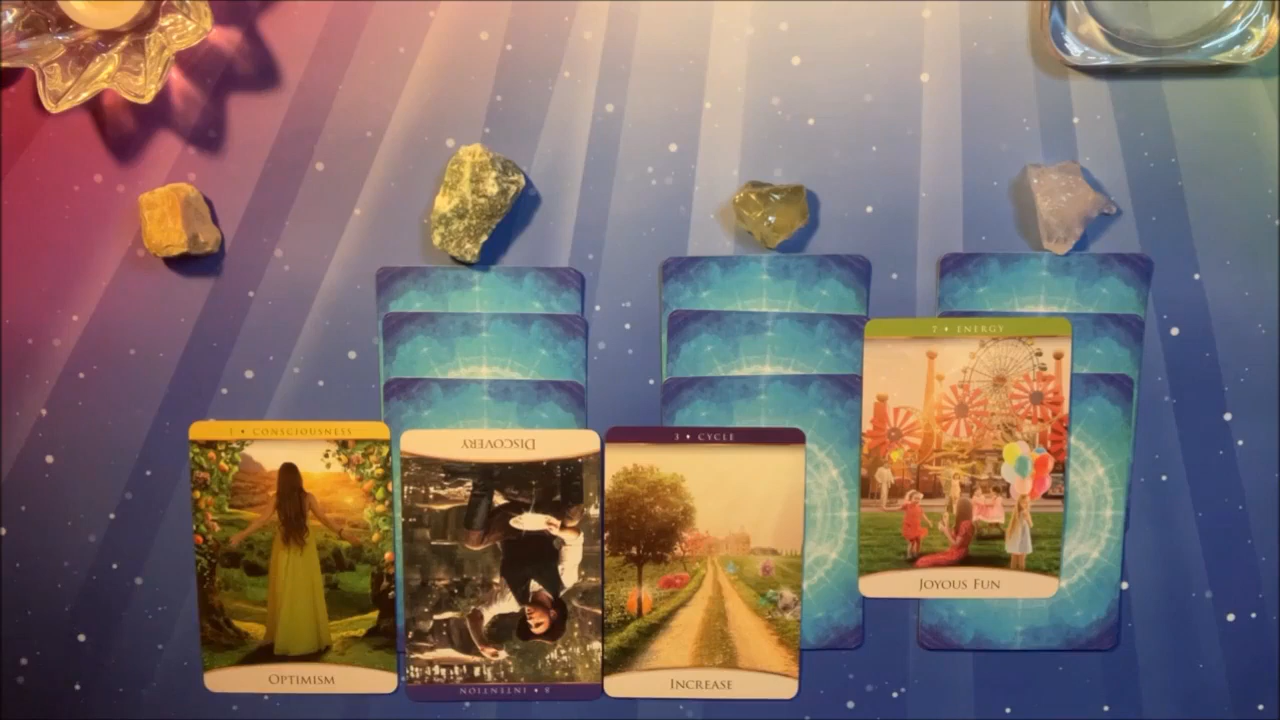 1 ♦ CONSCIOUSNESS
OPTIMISM
DISCOVERY
8 ♦ INTENTION
3 ♦ CYCLE
INCREASE
7 ♦ ENERGY
JOYOUS FUN